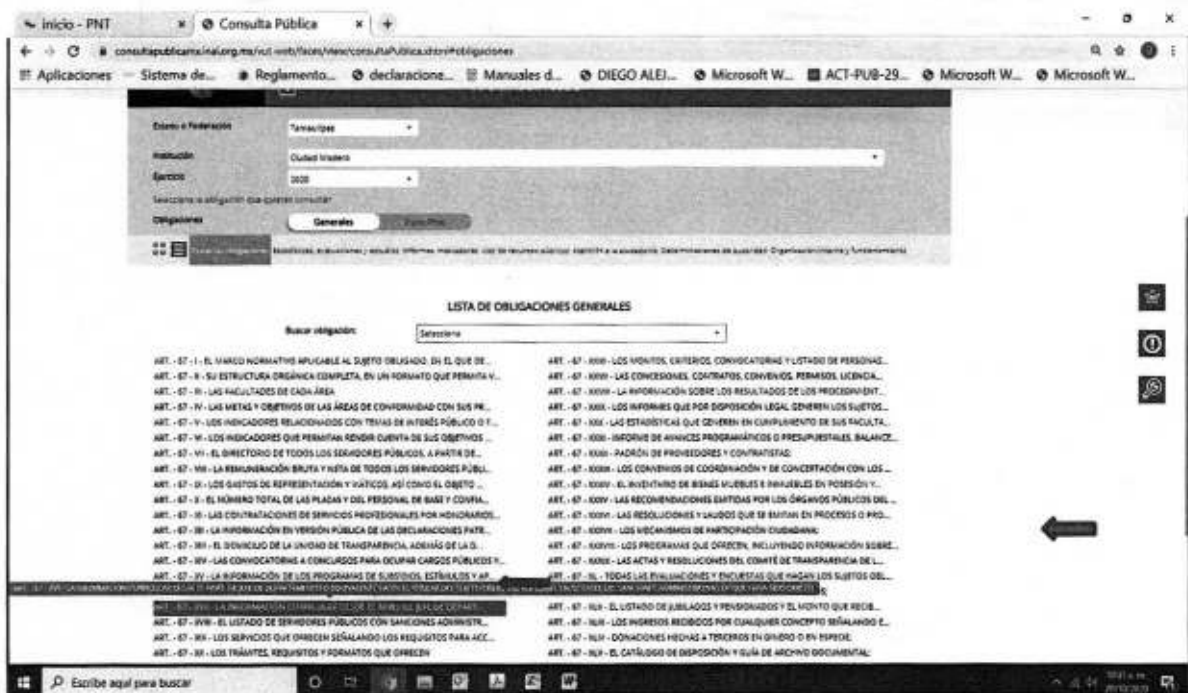 inicio - PNT
Consulta Pública
consultapublicamx.inai.org.mx/vut-web/faces/view/consultaPublica.xhtml#obligaciones
Aplicaciones
Sistema de...
Reglamento...
declaracione...
Manuales d...
DIEGO ALEJ...
Microsoft W...
ACT-PUB-29...
Microsoft W...
Microsoft W...
Estado o Federación
Tamaulipas
Institución
Ciudad Madero
Ejercicio
2020
Selecciona la obligación que quieres consultar
Obligaciones
Generales
LISTA DE OBLIGACIONES GENERALES
Buscar obligación:
Selecciona
ART. - 67 - I - EL MARCO NORMATIVO APLICABLE AL SUJETO OBLIGADO, EN EL QUE DE...
ART. - 67 - II - SU ESTRUCTURA ORGÁNICA COMPLETA, EN UN FORMATO QUE PERMITA V...
ART. - 67 - III - LAS FACULTADES DE CADA ÁREA
ART. - 67 - IV - LAS METAS Y OBJETIVOS DE LAS ÁREAS DE CONFORMIDAD CON SUS PR...
ART. - 67 - V - LOS INDICADORES RELACIONADOS CON TEMAS DE INTERÉS PÚBLICO O T...
ART. - 67 - VI - LOS INDICADORES QUE PERMITAN RENDIR CUENTA DE SUS OBJETIVOS ...
ART. - 67 - VII - EL DIRECTORIO DE TODOS LOS SERVIDORES PÚBLICOS, A PARTIR DE...
ART. - 67 - VIII - LA REMUNERACIÓN BRUTA Y NETA DE TODOS LOS SERVIDORES PÚBLI...
ART. - 67 - IX - LOS GASTOS DE REPRESENTACIÓN Y VIÁTICOS, ASÍ COMO EL OBJETO ...
ART. - 67 - X - EL NÚMERO TOTAL DE LAS PLAZAS Y DEL PERSONAL DE BASE Y CONFIA...
ART. - 67 - XI - LAS CONTRATACIONES DE SERVICIOS PROFESIONALES POR HONORARIOS...
ART. - 67 - XII - LA INFORMACIÓN EN VERSIÓN PÚBLICA DE LAS DECLARACIONES PATR...
ART. - 67 - XIII - EL DOMICILIO DE LA UNIDAD DE TRANSPARENCIA, ADEMÁS DE LA D...
ART. - 67 - XIV - LAS CONVOCATORIAS A CONCURSOS PARA OCUPAR CARGOS PÚBLICOS Y...
ART. - 67 - XV - LA INFORMACIÓN DE LOS PROGRAMAS DE SUBSIDIOS, ESTÍMULOS Y AP...
ART. - 67 - XVII - LA INFORMACIÓN CURRICULAR, DESDE EL NIVEL DE JEFE DE DEPART...
ART. - 67 - XVIII - EL LISTADO DE SERVIDORES PÚBLICOS CON SANCIONES ADMINISTR...
ART. - 67 - XIX - LOS SERVICIOS QUE OFRECEN SEÑALANDO LOS REQUISITOS PARA ACC...
ART. - 67 - XX - LOS TRÁMITES, REQUISITOS Y FORMATOS QUE OFRECEN
ART. - 67 - XXVI - LOS MONTOS, CRITERIOS, CONVOCATORIAS Y LISTADO DE PERSONAS...
ART. - 67 - XXVII - LAS CONCESIONES, CONTRATOS, CONVENIOS, PERMISOS, LICENCIA...
ART. - 67 - XXVIII - LA INFORMACIÓN SOBRE LOS RESULTADOS DE LOS PROCEDIMIENT...
ART. - 67 - XXIX - LOS INFORMES QUE POR DISPOSICIÓN LEGAL GENEREN LOS SUJETOS...
ART. - 67 - XXX - LAS ESTADÍSTICAS QUE GENEREN EN CUMPLIMIENTO DE SUS FACULTA...
ART. - 67 - XXXI - INFORME DE AVANCES PROGRAMÁTICOS O PRESUPUESTALES, BALANCE...
ART. - 67 - XXXII - PADRÓN DE PROVEEDORES Y CONTRATISTAS;
ART. - 67 - XXXIII - LOS CONVENIOS DE COORDINACIÓN Y DE CONCERTACIÓN CON LOS ...
ART. - 67 - XXXIV - EL INVENTARIO DE BIENES MUEBLES E INMUEBLES EN POSESIÓN Y...
ART. - 67 - XXXV - LAS RECOMENDACIONES EMITIDAS POR LOS ÓRGANOS PÚBLICOS DEL ...
ART. - 67 - XXXVI - LAS RESOLUCIONES Y LAUDOS QUE SE EMITAN EN PROCESOS O PRO...
ART. - 67 - XXXVII - LOS MECANISMOS DE PARTICIPACIÓN CIUDADANA;
ART. - 67 - XXXVIII - LOS PROGRAMAS QUE OFRECEN, INCLUYENDO INFORMACIÓN SOBRE...
ART. - 67 - XXXIX - LAS ACTAS Y RESOLUCIONES DEL COMITÉ DE TRANSPARENCIA DE L...
ART. - 67 - XL - TODAS LAS EVALUACIONES Y ENCUESTAS QUE HAGAN LOS SUJETOS OBL...
ART. - 67 - XLII - EL LISTADO DE JUBILADOS Y PENSIONADOS Y EL MONTO QUE RECIB...
ART. - 67 - XLIII - LOS INGRESOS RECIBIDOS POR CUALQUIER CONCEPTO SEÑALANDO E...
ART. - 67 - XLIV - DONACIONES HECHAS A TERCEROS EN DINERO O EN ESPECIE;
ART. - 67 - XLV - EL CATÁLOGO DE DISPOSICIÓN Y GUÍA DE ARCHIVO DOCUMENTAL;
Escribe aquí para buscar